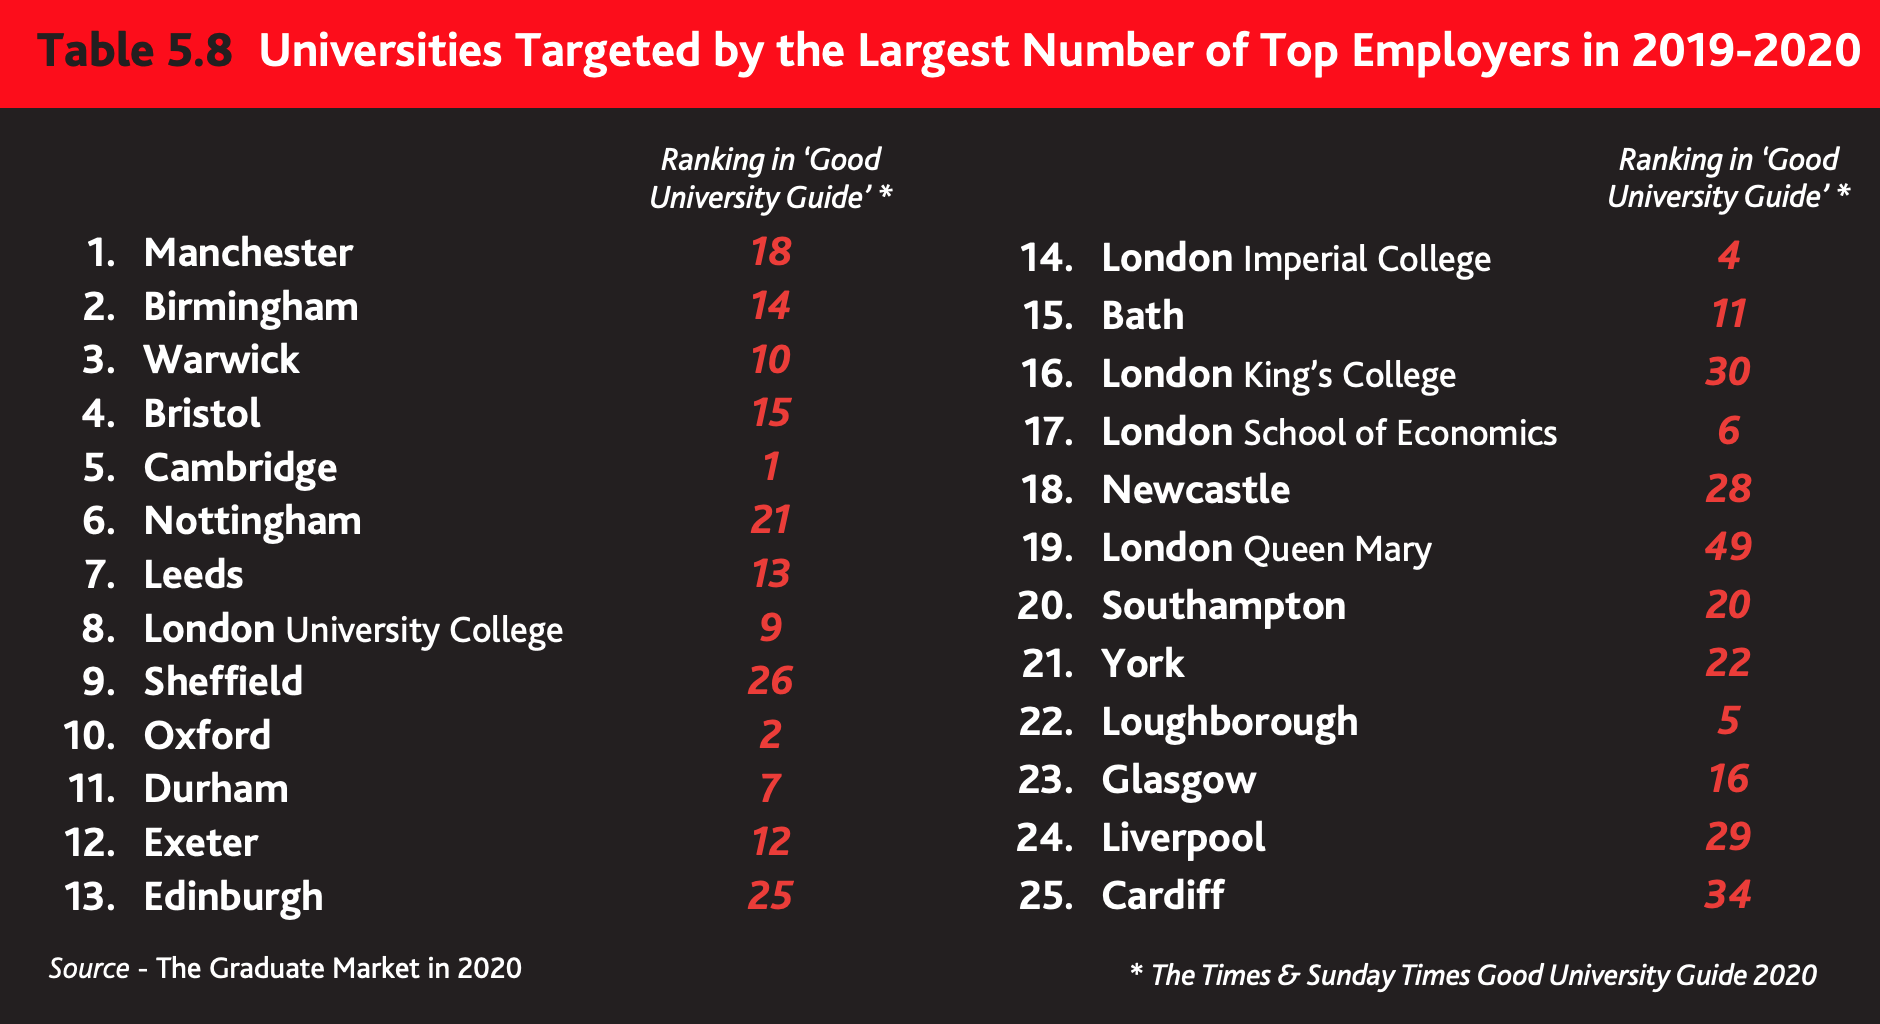 Table 5.8 Universities Targeted by the Largest Number of Top Employers in 2019-2020
Ranking in ‘Good
University Guide’ *
1. Manchester 18
2. Birmingham 14
3. Warwick 10
4. Bristol 15
5. Cambridge 1
6. Nottingham 21
7. Leeds 13
8. London University College 9
9. Sheffield 26
10. Oxford 2
11. Durham 7
12. Exeter 12
13. Edinburgh 25
Ranking in ‘Good
University Guide’ *
14. London Imperial College 4
15. Bath 11
16. London King’s College 30
17. London School of Economics 6
18. Newcastle 28
19. London Queen Mary 49
20. Southampton 20
21. York 22
22. Loughborough 5
23. Glasgow 16
24. Liverpool 29
25. Cardiff 34
Source - The Graduate Market in 2020
* The Times & Sunday Times Good University Guide 2020